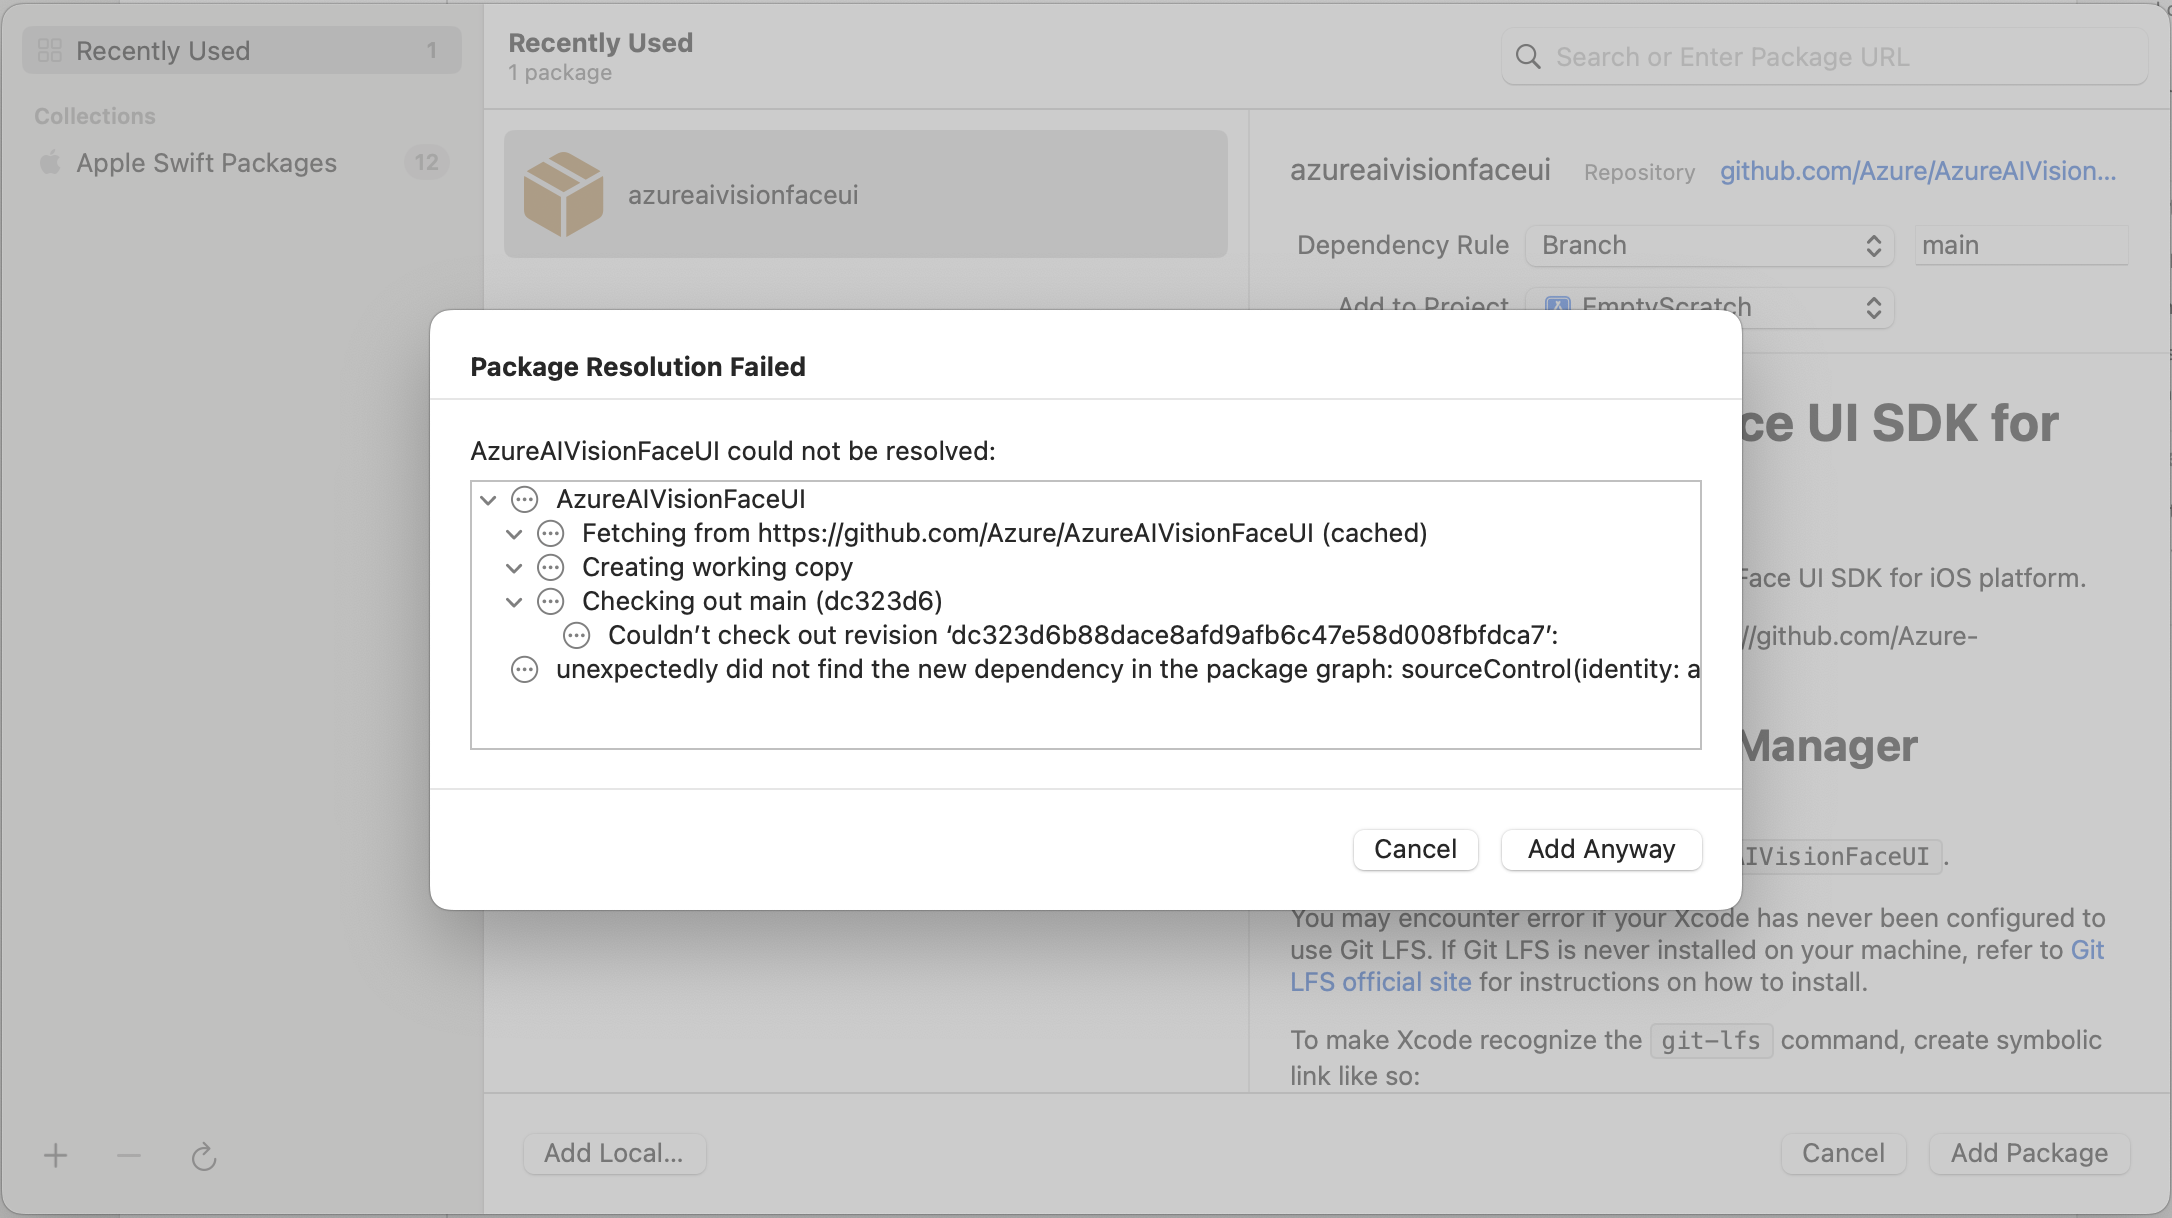 Recently Used 1
Collections
Apple Swift Packages 12
Recently Used
1 package
Search or Enter Package URL
azureaivisionfaceui
azureaivisionfaceui Repository github.com/Azure/AzureAIVision...
Dependency Rule Branch main
Add to Project EmptyScratch
Package Resolution Failed
AzureAIVisionFaceUI could not be resolved:
AzureAIVisionFaceUI
Fetching from https://github.com/Azure/AzureAIVisionFaceUI (cached)
Creating working copy
Checking out main (dc323d6)
Couldn’t check out revision ‘dc323d6b88dace8afd9afb6c47e58d008fbfdca7’:
unexpectedly did not find the new dependency in the package graph: sourceControl(identity: a
Cancel Add Anyway
ce UI SDK for
Face UI SDK for iOS platform.
//github.com/Azure-
Manager
AIVisionFaceUI.
You may encounter error if your Xcode has never been configured to
use Git LFS. If Git LFS is never installed on your machine, refer to Git
LFS official site for instructions on how to install.
To make Xcode recognize the git-lfs command, create symbolic
link like so:
Add Local...
Cancel Add Package